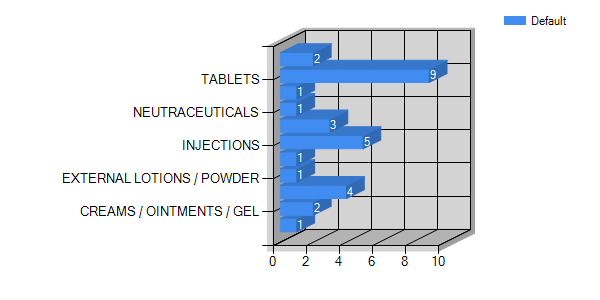 Default
2
TABLETS
9
1
NEUTRACEUTICALS
1
3
INJECTIONS
5
1
EXTERNAL LOTIONS / POWDER
1
4
CREAMS / OINTMENTS / GEL
2
1
0 2 4 6 8 10